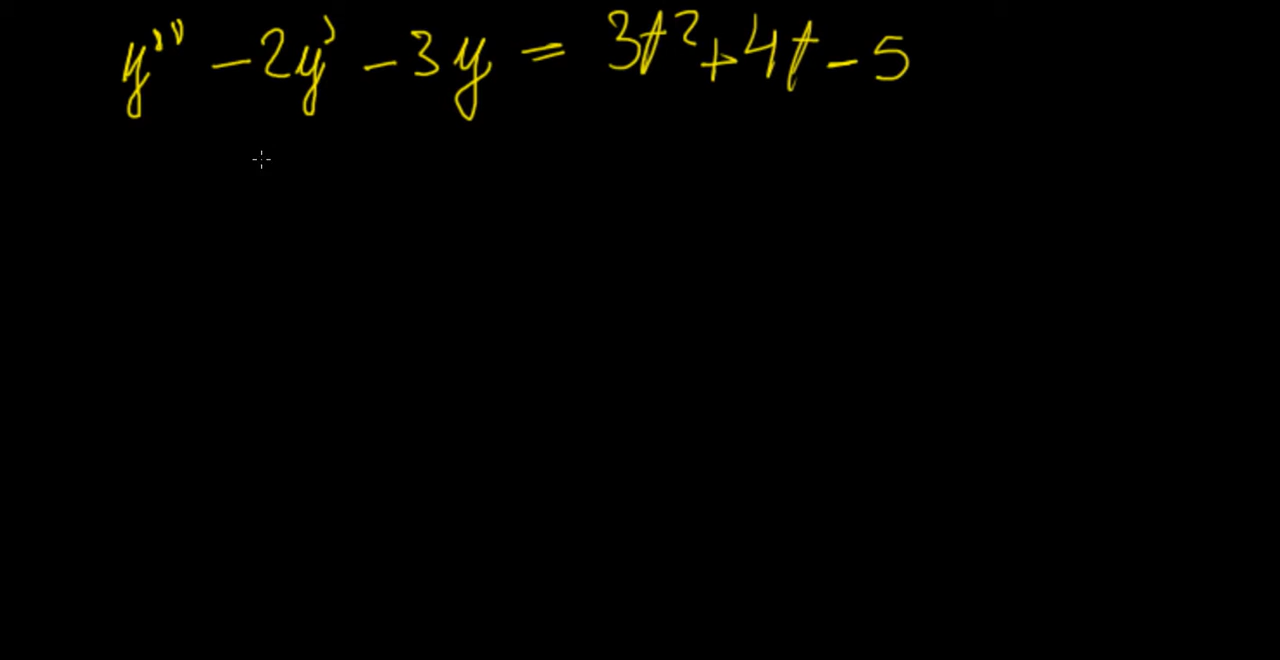 y'' - 2y' - 3y = 3t² + 4t - 5